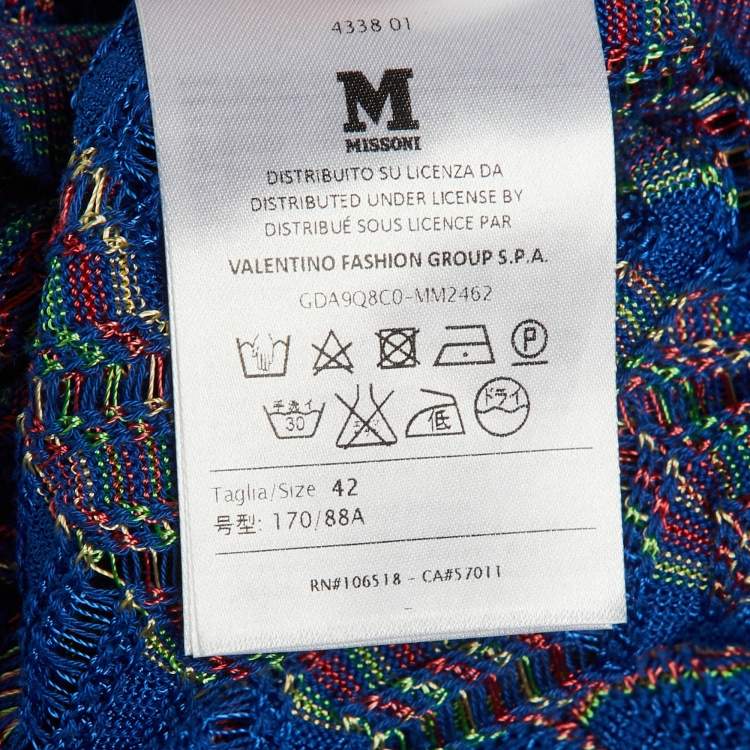 4338 01
M
MISSONI
DISTRIBUITO SU LICENZA DA
DISTRIBUTED UNDER LICENSE BY
DISTRIBUÉ SOUS LICENCE PAR
VALENTINO FASHION GROUP S.P.A.
GDA9Q8C0-MM2462
P
手洗イ 30 低 ドライ
Taglia/Size 42
号型: 170/88A
RN#106518 - CA#57011